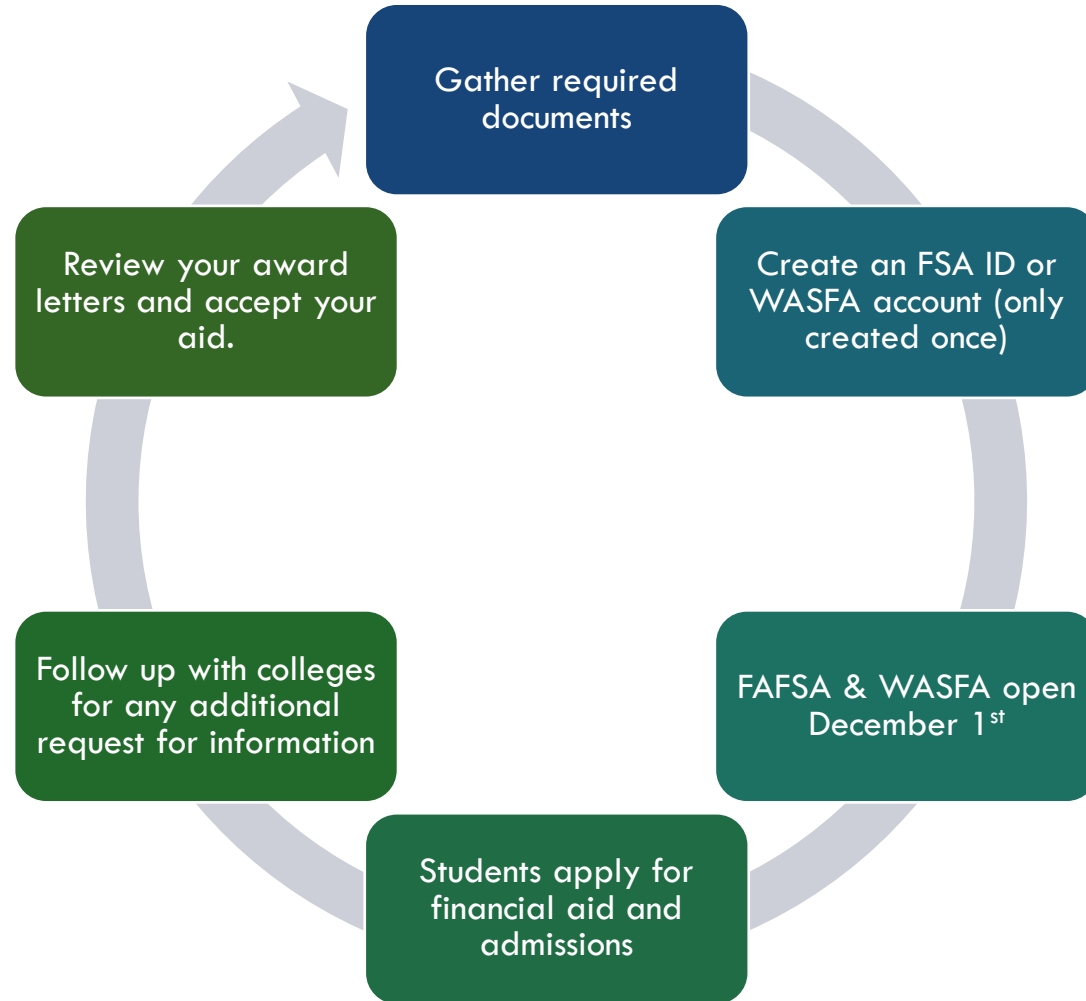 Gather required
documents
Create an FSA ID or
WASFA account (only
created once)
FAFSA & WASFA open
December 1st
Students apply for
financial aid and
admissions
Follow up with colleges
for any additional
request for information
Review your award
letters and accept your
aid.